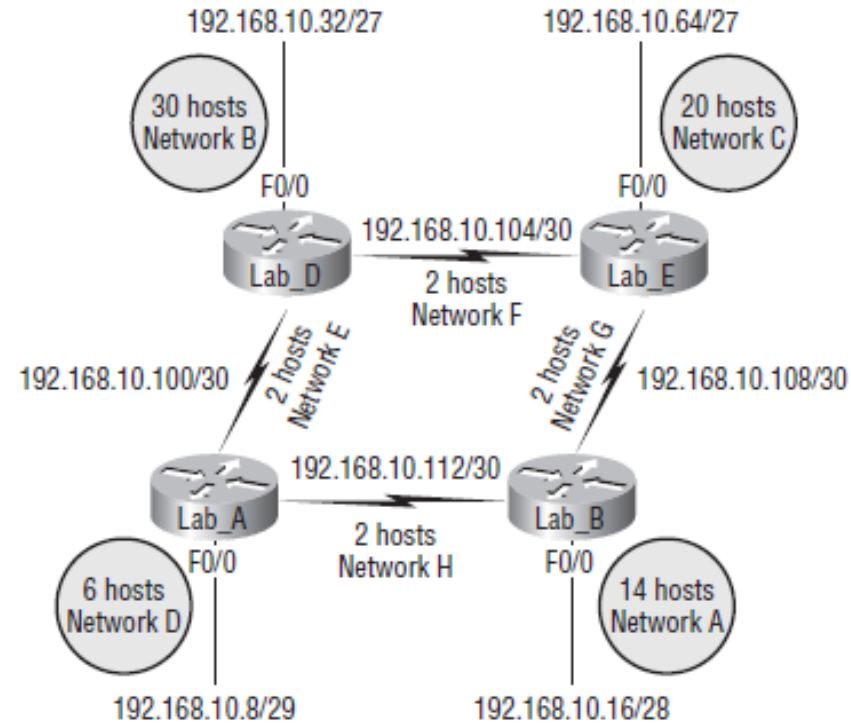 192.168.10.32/27
192.168.10.64/27
30 hosts
Network B
20 hosts
Network C
F0/0
F0/0
192.168.10.104/30
Lab_D
Lab_E
2 hosts
Network F
192.168.10.100/30
2 hosts
Network E
2 hosts
Network G
192.168.10.108/30
192.168.10.112/30
Lab_A
Lab_B
2 hosts
Network H
F0/0
F0/0
6 hosts
Network D
14 hosts
Network A
192.168.10.8/29
192.168.10.16/28